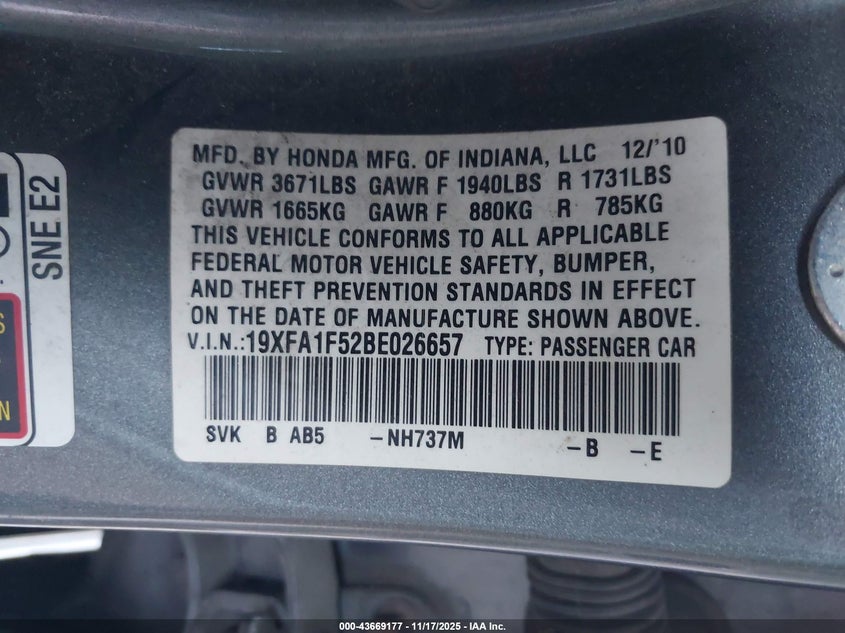 MFD. BY HONDA MFG. OF INDIANA, LLC 12/'10
GVWR 3671LBS GAWR F 1940LBS R 1731LBS
GVWR 1665KG GAWR F 880KG R 785KG
THIS VEHICLE CONFORMS TO ALL APPLICABLE
FEDERAL MOTOR VEHICLE SAFETY, BUMPER,
AND THEFT PREVENTION STANDARDS IN EFFECT
ON THE DATE OF MANUFACTURE SHOWN ABOVE.
V.I.N.:19XFA1F52BE026657 TYPE: PASSENGER CAR
SVK B AB5 -NH737M -B -E
SNE E2
000-43669177 - 11/17/2025 - IAA Inc.